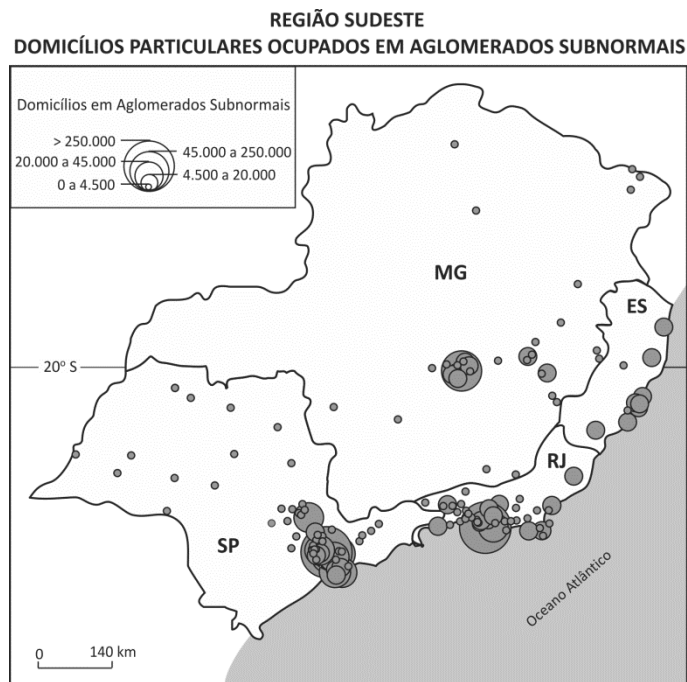 REGIÃO SUDESTE
DOMICÍLIOS PARTICULARES OCUPADOS EM AGLOMERADOS SUBNORMAIS
Domicílios em Aglomerados Subnormais
> 250.000
45.000 a 250.000
20.000 a 45.000
4.500 a 20.000
0 a 4.500
MG
ES
20º S
RJ
SP
Oceano Atlântico
0 140 km